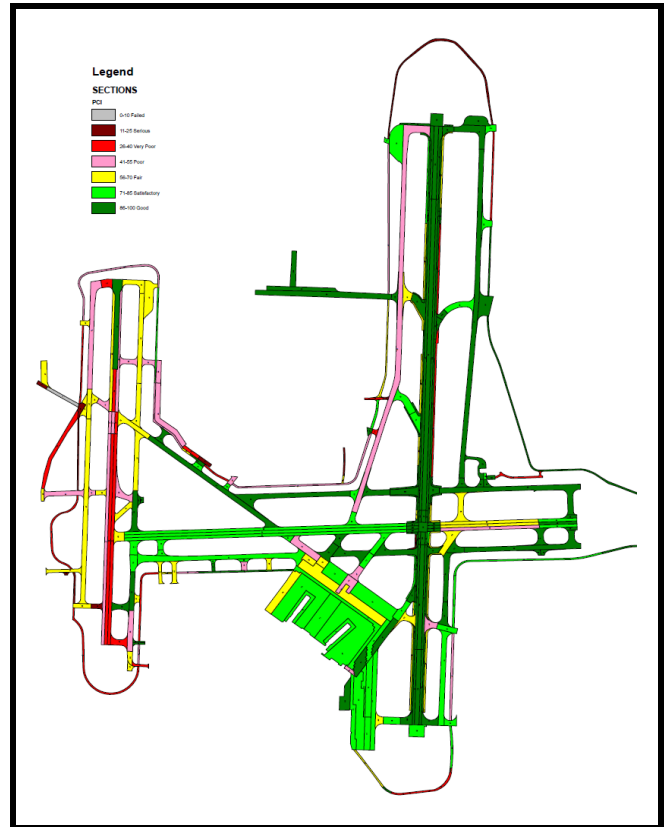 Legend
SECTIONS
PCI
0-10 Failed
11-25 Serious
26-40 Very Poor
41-55 Poor
56-70 Fair
71-85 Satisfactory
86-100 Good